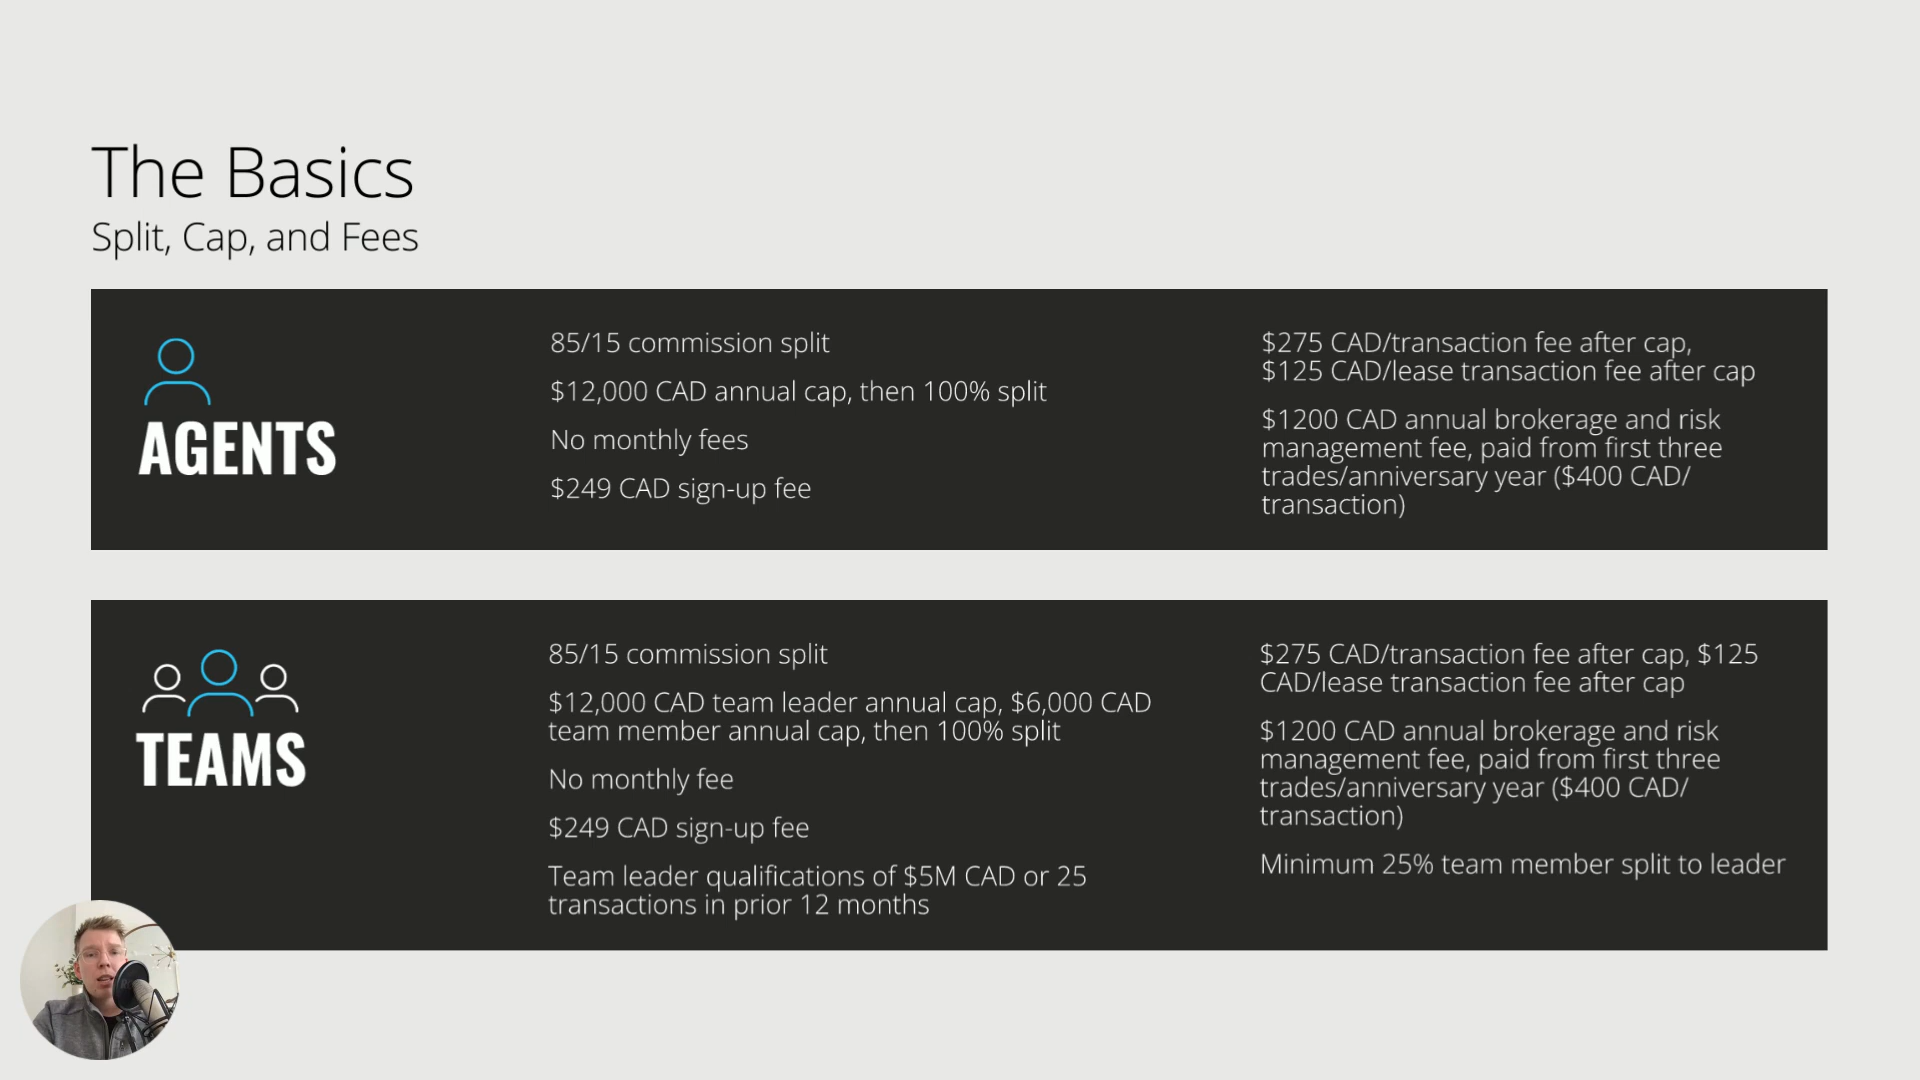 The Basics
Split, Cap, and Fees
AGENTS
85/15 commission split
$12,000 CAD annual cap, then 100% split
No monthly fees
$249 CAD sign-up fee
$275 CAD/transaction fee after cap,
$125 CAD/lease transaction fee after cap
$1200 CAD annual brokerage and risk
management fee, paid from first three
trades/anniversary year ($400 CAD/
transaction)
TEAMS
85/15 commission split
$12,000 CAD team leader annual cap, $6,000 CAD
team member annual cap, then 100% split
No monthly fee
$249 CAD sign-up fee
Team leader qualifications of $5M CAD or 25
transactions in prior 12 months
$275 CAD/transaction fee after cap, $125
CAD/lease transaction fee after cap
$1200 CAD annual brokerage and risk
management fee, paid from first three
trades/anniversary year ($400 CAD/
transaction)
Minimum 25% team member split to leader